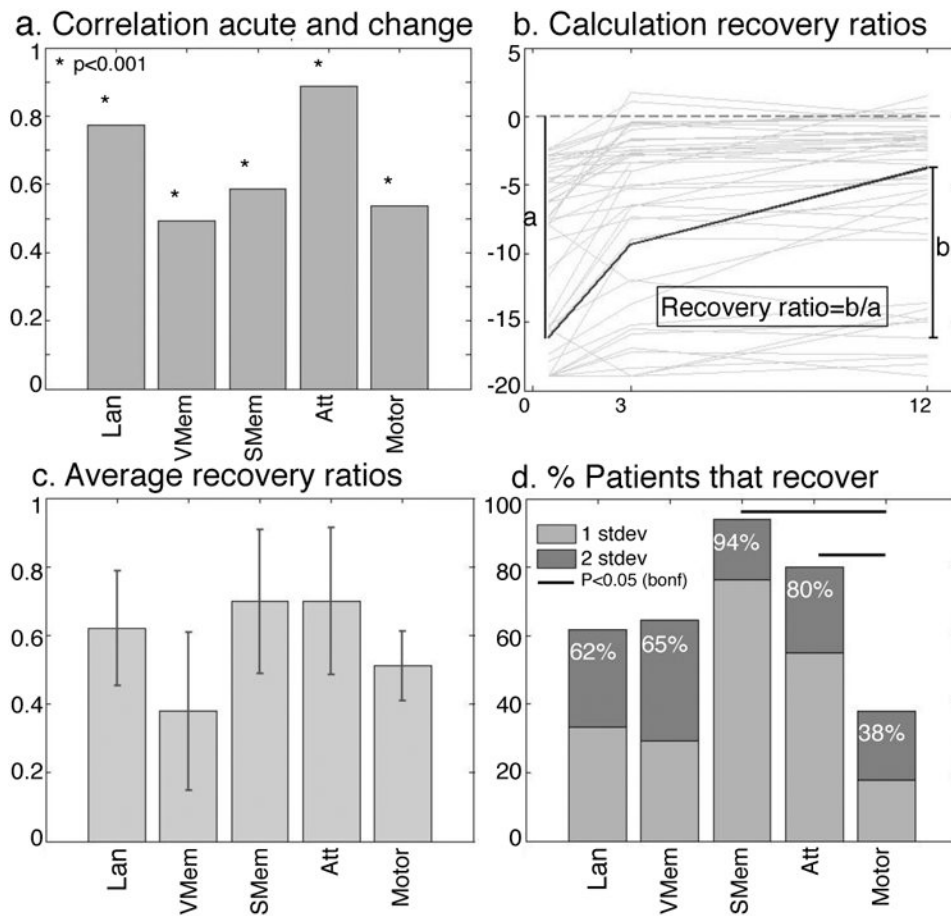 a. Correlation acute and change
* p<0.001
1
0.8
0.6
0.4
0.2
0
*
*
*
*
*
Lan
VMem
SMem
Att
Motor
b. Calculation recovery ratios
0
-5
-10
-15
-20
a
b
Recovery ratio=b/a
0
3
12
c. Average recovery ratios
1
0.8
0.6
0.4
0.2
0
Lan
VMem
SMem
Att
Motor
d. % Patients that recover
100
80
60
40
20
0
1 stdev
2 stdev
P<0.05 (bonf)
62%
65%
94%
80%
38%
Lan
VMem
SMem
Att
Motor